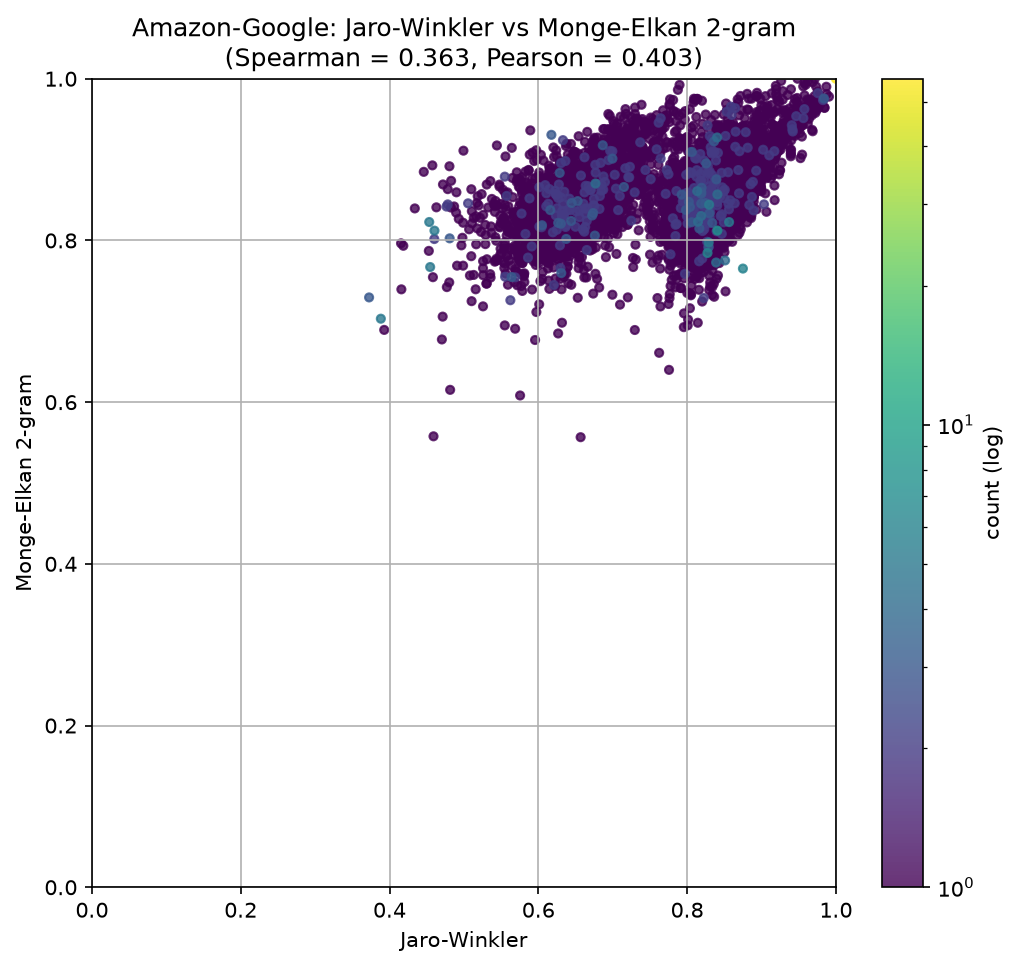 Amazon-Google: Jaro-Winkler vs Monge-Elkan 2-gram
(Spearman = 0.363, Pearson = 0.403)
1.0
0.8
0.6
0.4
0.2
0.0
Monge-Elkan 2-gram
0.0 0.2 0.4 0.6 0.8 1.0
Jaro-Winkler
10¹
10⁰
count (log)